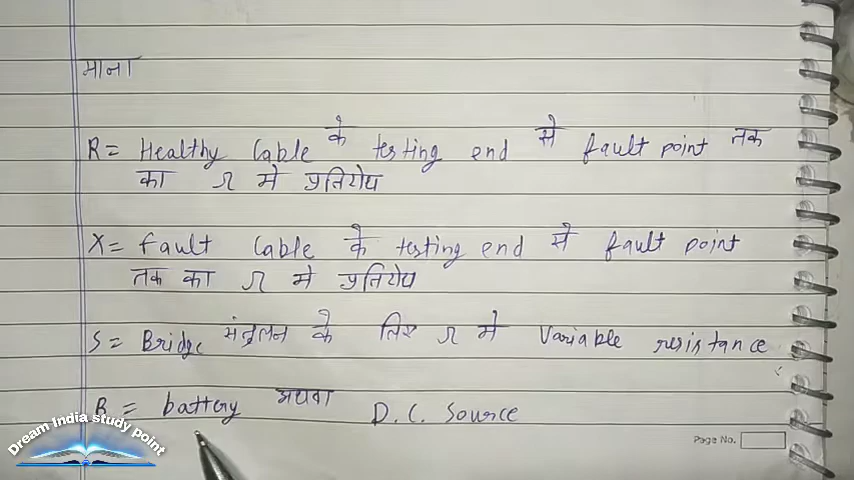 माना
R = Healthy Cable के testing end से fault point तक
का Ω मे प्रतिरोध
X = fault Cable के testing end से fault point
तक का Ω मे प्रतिरोध
S = Bridge संतुलन के लिए Ω मे Variable resistance
B = battery अथवा D.C. Source
Page No.
Dream India study point